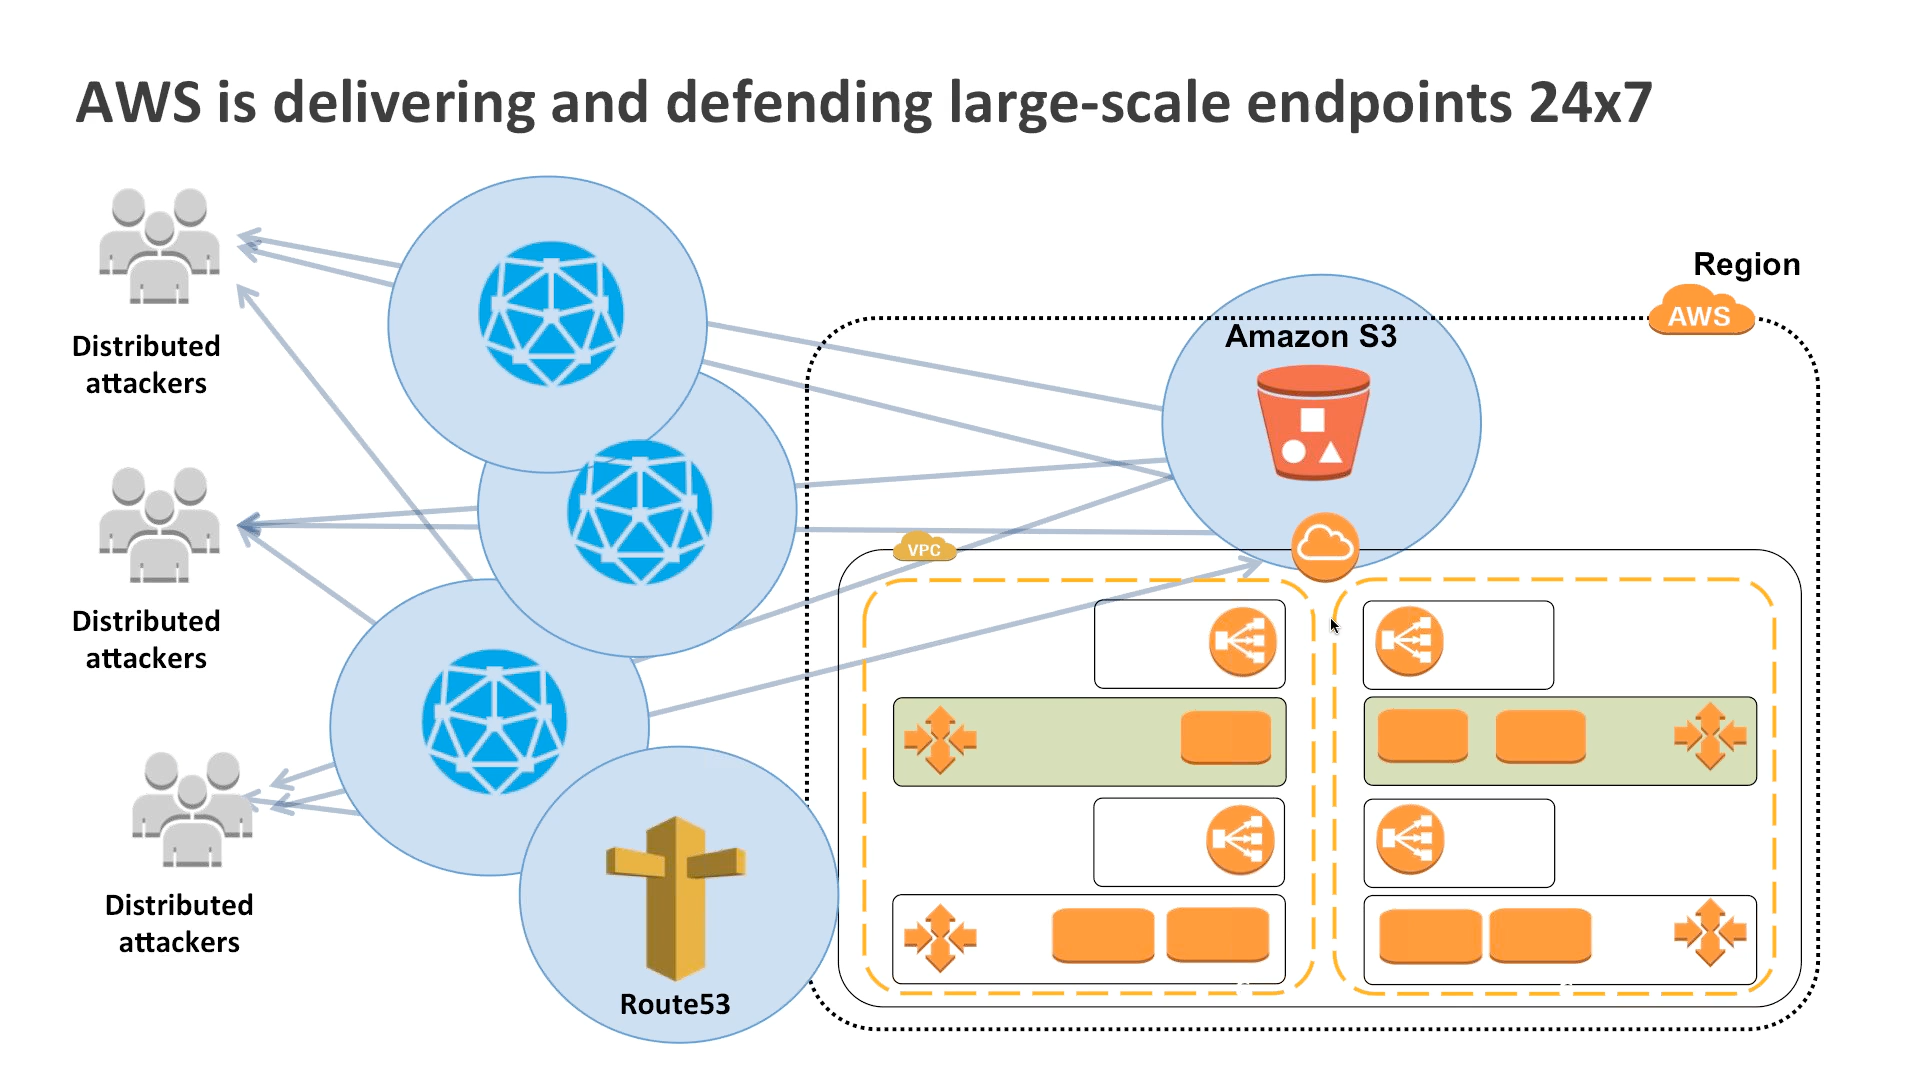 AWS is delivering and defending large-scale endpoints 24x7
Region
AWS
Amazon S3
Distributed
attackers
VPC
Distributed
attackers
Distributed
attackers
Route53